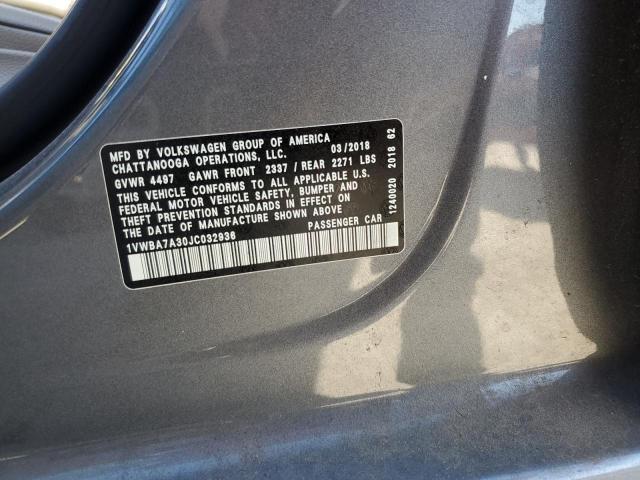 MFD BY VOLKSWAGEN GROUP OF AMERICA
CHATTANOOGA OPERATIONS, LLC. 03/2018
GVWR 4497 GAWR FRONT 2337 / REAR 2271 LBS
THIS VEHICLE CONFORMS TO ALL APPLICABLE U.S.
FEDERAL MOTOR VEHICLE SAFETY, BUMPER AND
THEFT PREVENTION STANDARDS IN EFFECT ON
THE DATE OF MANUFACTURE SHOWN ABOVE
1VWBA7A30JC032936 PASSENGER CAR
1240020 2018 62